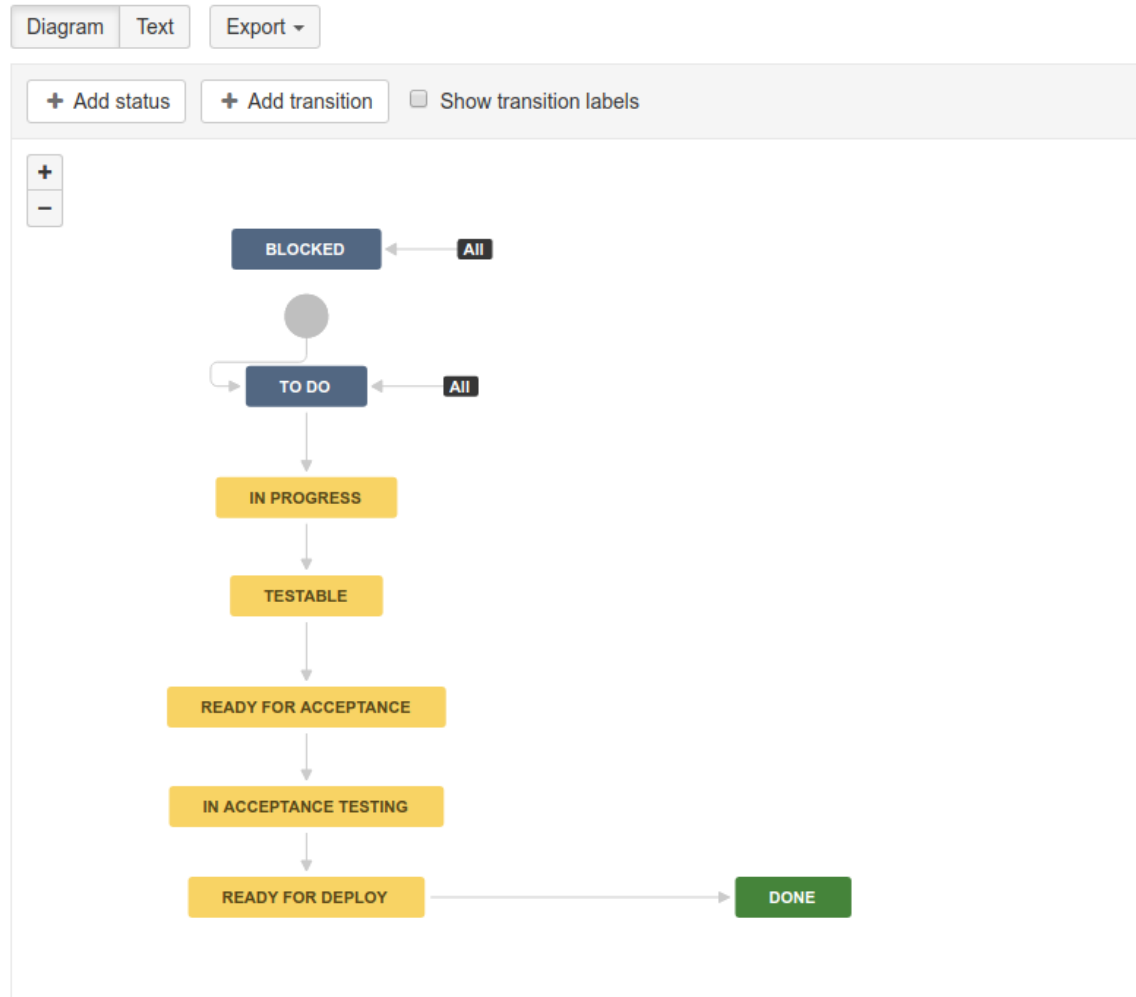 Diagram Text Export
+ Add status + Add transition Show transition labels
+
−
BLOCKED All
TO DO All
IN PROGRESS
TESTABLE
READY FOR ACCEPTANCE
IN ACCEPTANCE TESTING
READY FOR DEPLOY DONE